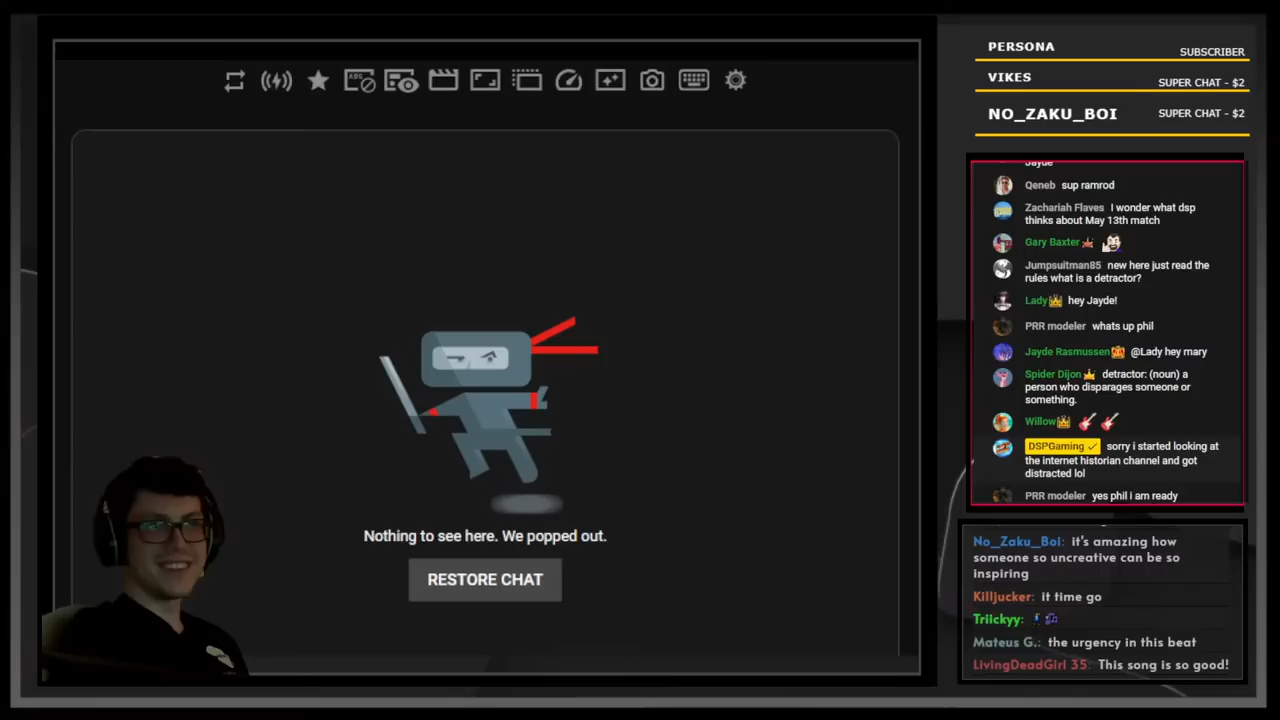 PERSONA
SUBSCRIBER
VIKES
SUPER CHAT - $2
NO_ZAKU_BOI
SUPER CHAT - $2
ABS
Nothing to see here. We popped out.
RESTORE CHAT
Jayde
Qeneb sup ramrod
Zachariah Flaves I wonder what dsp
thinks about May 13th match
Gary Baxter
Jumpsuitman85 new here just read the
rules what is a detractor?
Lady hey Jayde!
PRR modeler whats up phil
Jayde Rasmussen @Lady hey mary
Spider Dijon detractor: (noun) a
person who disparages someone or
something.
Willow
DSPGaming sorry i started looking at
the internet historian channel and got
distracted lol
PRR modeler yes phil i am ready
No_Zaku_Boi: it's amazing how
someone so uncreative can be so
inspiring
Killjucker: it time go
Triickyy:
Mateus G.: the urgency in this beat
LivingDeadGirl 35: This song is so good!